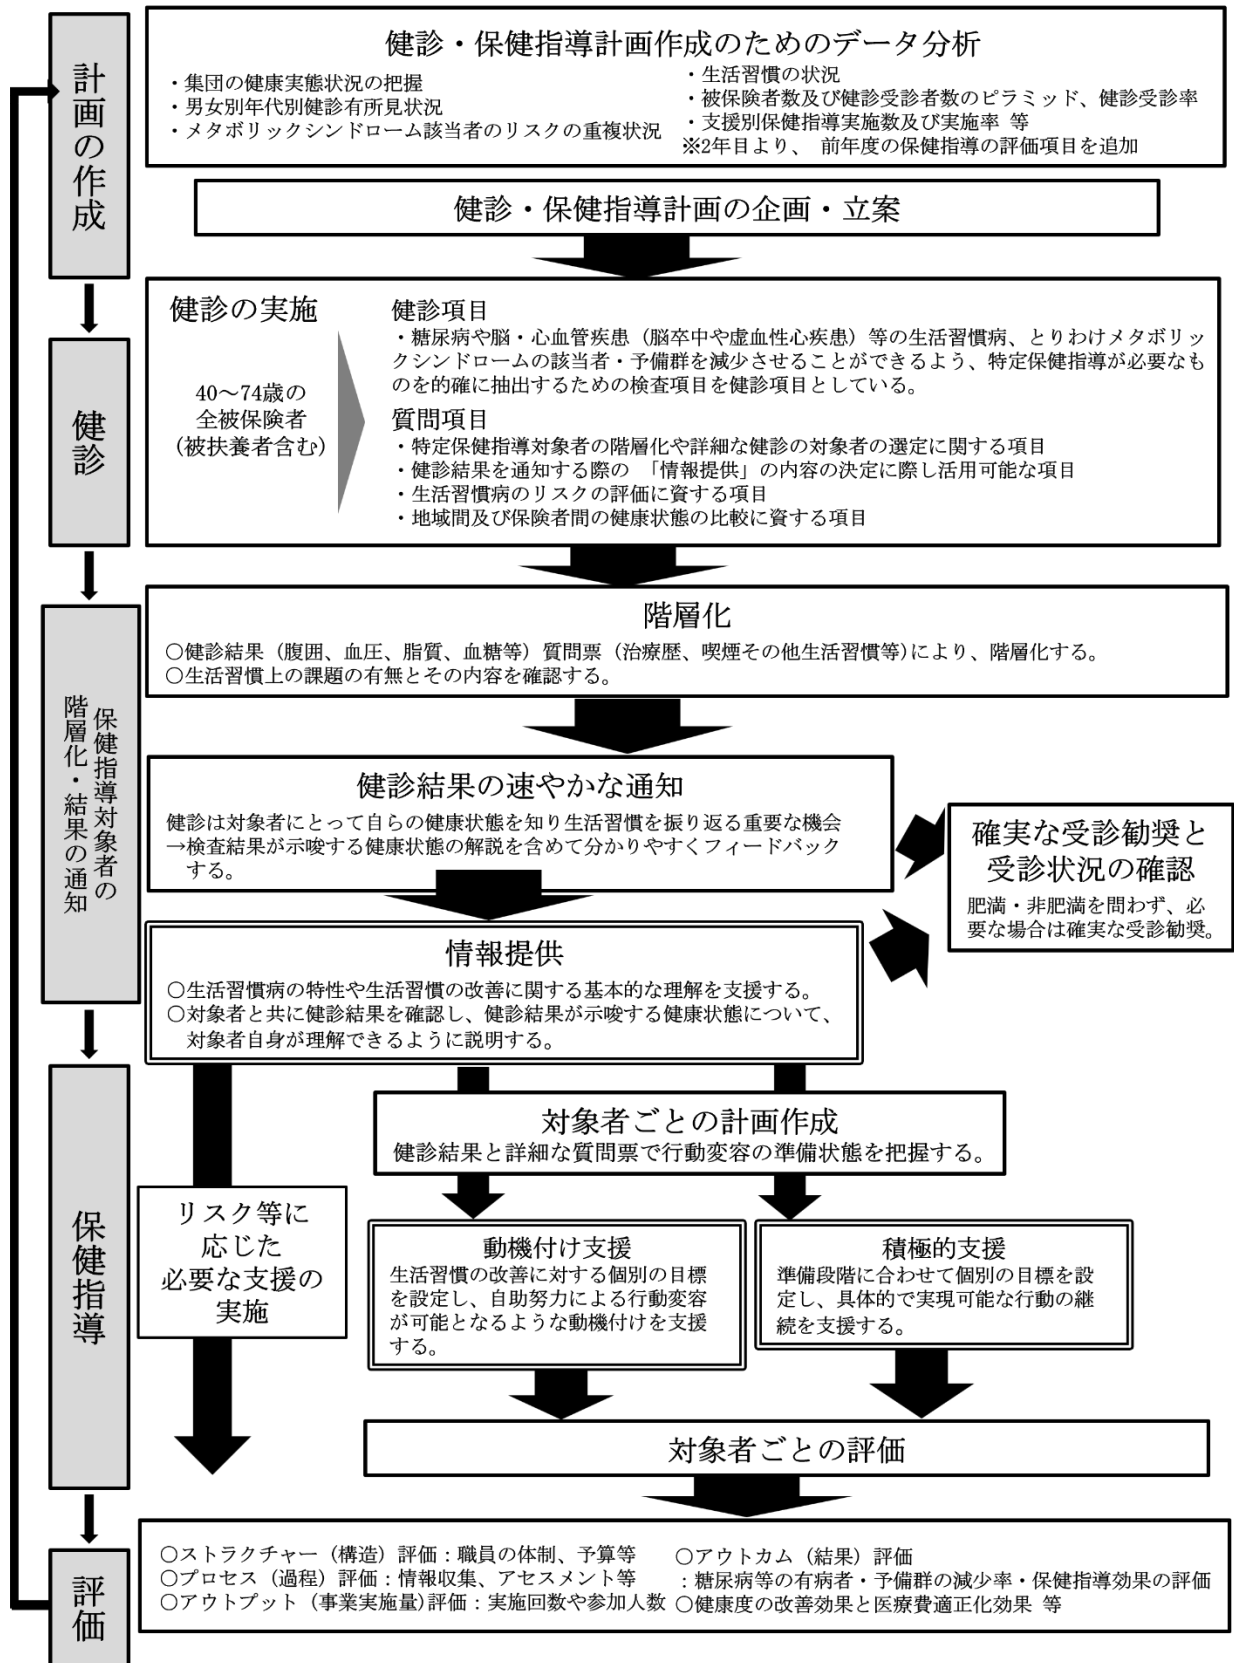 計画の作成
健診・保健指導計画作成のためのデータ分析
・集団の健康実態状況の把握
・男女別年代別健診有所見状況
・メタボリックシンドローム該当者のリスクの重複状況
・生活習慣の状況
・被保険者数及び健診受診者数のピラミッド、健診受診率
・支援別保健指導実施数及び実施率 等
※2年目より、 前年度の保健指導の評価項目を追加
健診・保健指導計画の企画・立案
健診
健診の実施
40～74歳の
全被保険者
(被扶養者含む)
健診項目
・糖尿病や脳・心血管疾患（脳卒中や虚血性心疾患）等の生活習慣病、とりわけメタボリッ
クシンドロームの該当者・予備群を減少させることができるよう、特定保健指導が必要なも
のを的確に抽出するための検査項目を健診項目としている。
質問項目
・特定保健指導対象者の階層化や詳細な健診の対象者の選定に関する項目
・健診結果を通知する際の 「情報提供」の内容の決定に際し活用可能な項目
・生活習慣病のリスクの評価に資する項目
・地域間及び保険者間の健康状態の比較に資する項目
保健指導対象者の
階層化・結果の通知
階層化
○健診結果（腹囲、血圧、脂質、血糖等）質問票（治療歴、喫煙その他生活習慣等)により、階層化する。
○生活習慣上の課題の有無とその内容を確認する。
健診結果の速やかな通知
健診は対象者にとって自らの健康状態を知り生活習慣を振り返る重要な機会
→検査結果が示唆する健康状態の解説を含めて分かりやすくフィードバック
する。
確実な受診勧奨と
受診状況の確認
肥満・非肥満を問わず、必
要な場合は確実な受診勧奨。
情報提供
○生活習慣病の特性や生活習慣の改善に関する基本的な理解を支援する。
○対象者と共に健診結果を確認し、健診結果が示唆する健康状態について、
対象者自身が理解できるように説明する。
保健指導
対象者ごとの計画作成
健診結果と詳細な質問票で行動変容の準備状態を把握する。
リスク等に
応じた
必要な支援の
実施
動機付け支援
生活習慣の改善に対する個別の目標
を設定し、自助努力による行動変容
が可能となるような動機付けを支援
する。
積極的支援
準備段階に合わせて個別の目標を設
定し、具体的で実現可能な行動の継
続を支援する。
対象者ごとの評価
評価
○ストラクチャー（構造）評価：職員の体制、予算等
○プロセス（過程）評価：情報収集、アセスメント等
○アウトプット（事業実施量)評価：実施回数や参加人数
○アウトカム（結果）評価
：糖尿病等の有病者・予備群の減少率・保健指導効果の評価
○健康度の改善効果と医療費適正化効果 等